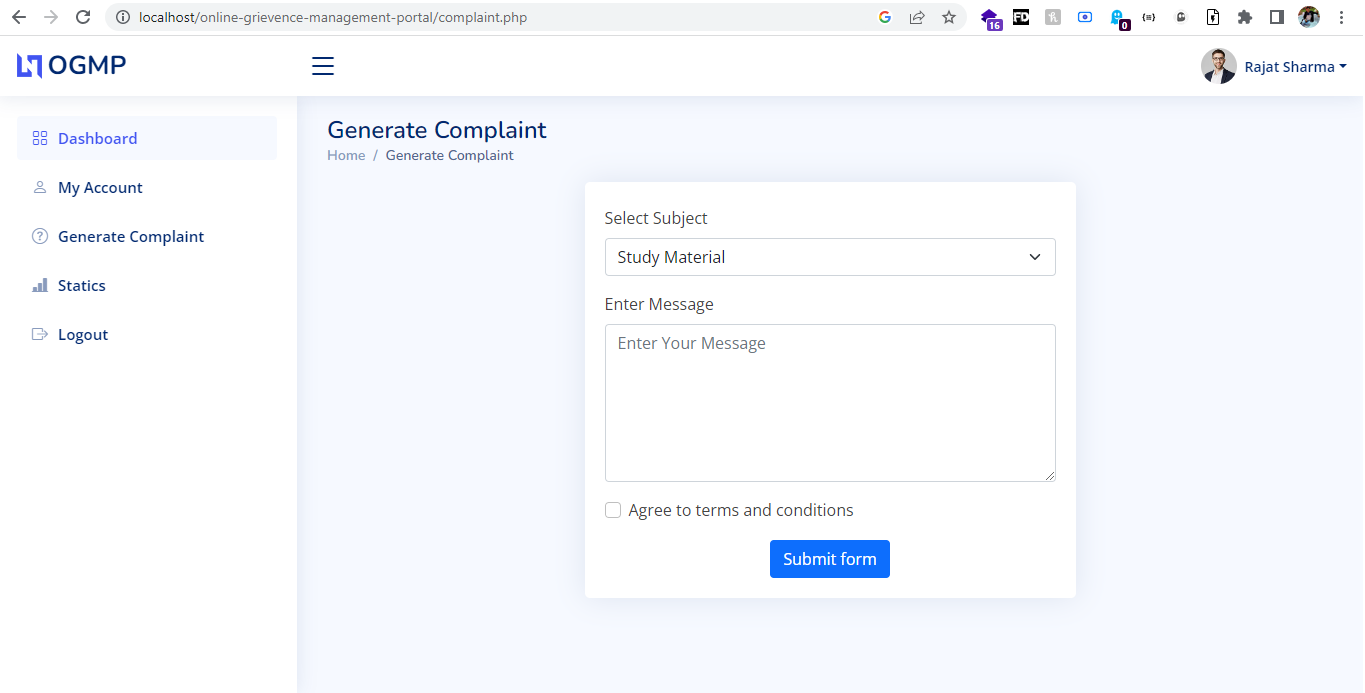 localhost/online-grievence-management-portal/complaint.php
16
FD
0
OGMP
Rajat Sharma
Dashboard
My Account
Generate Complaint
Statics
Logout
Generate Complaint
Home / Generate Complaint
Select Subject
Study Material
Enter Message
Enter Your Message
Agree to terms and conditions
Submit form